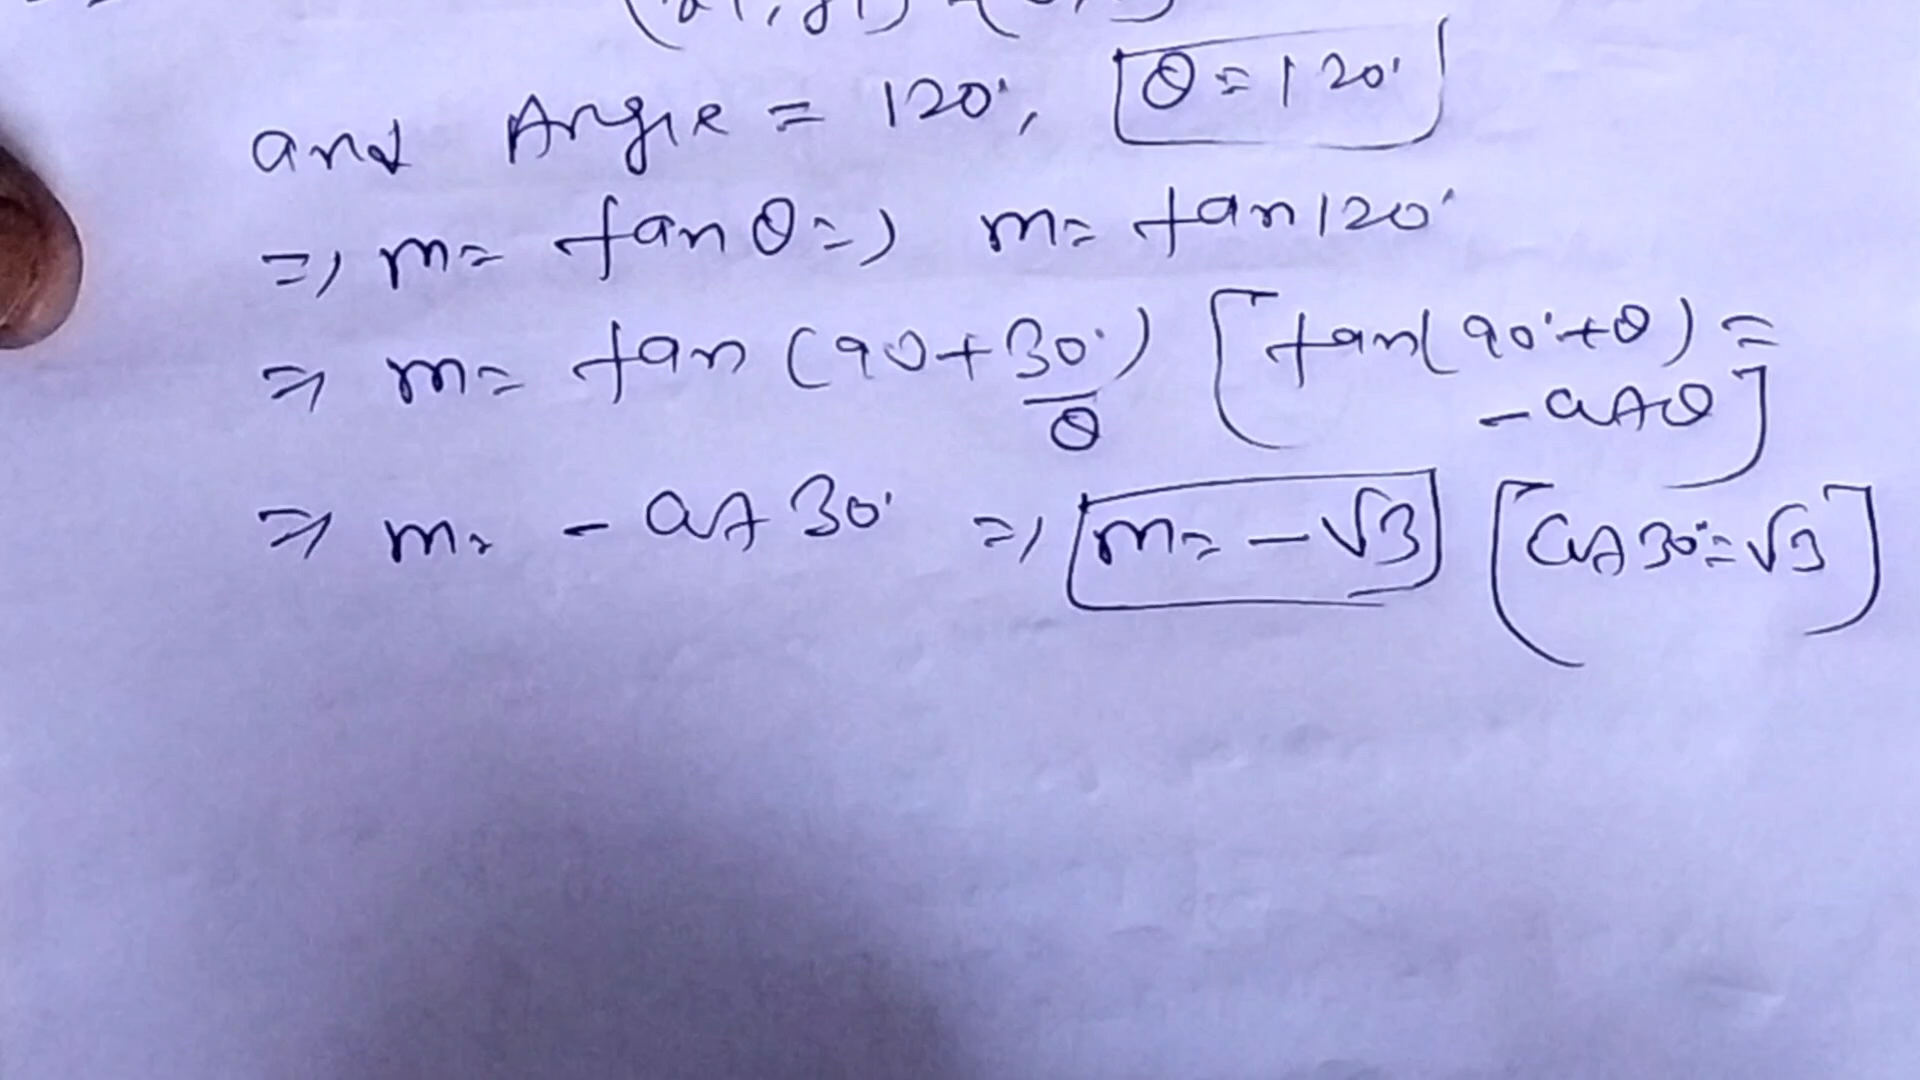 and Angle = 120°, θ = 120°
=> m = tan θ => m = tan 120°
=> m = tan (90 + 30°) [tan(90° + θ) =
θ - cot θ]
=> m = - cot 30° => m = -√3 [cot 30° = √3]